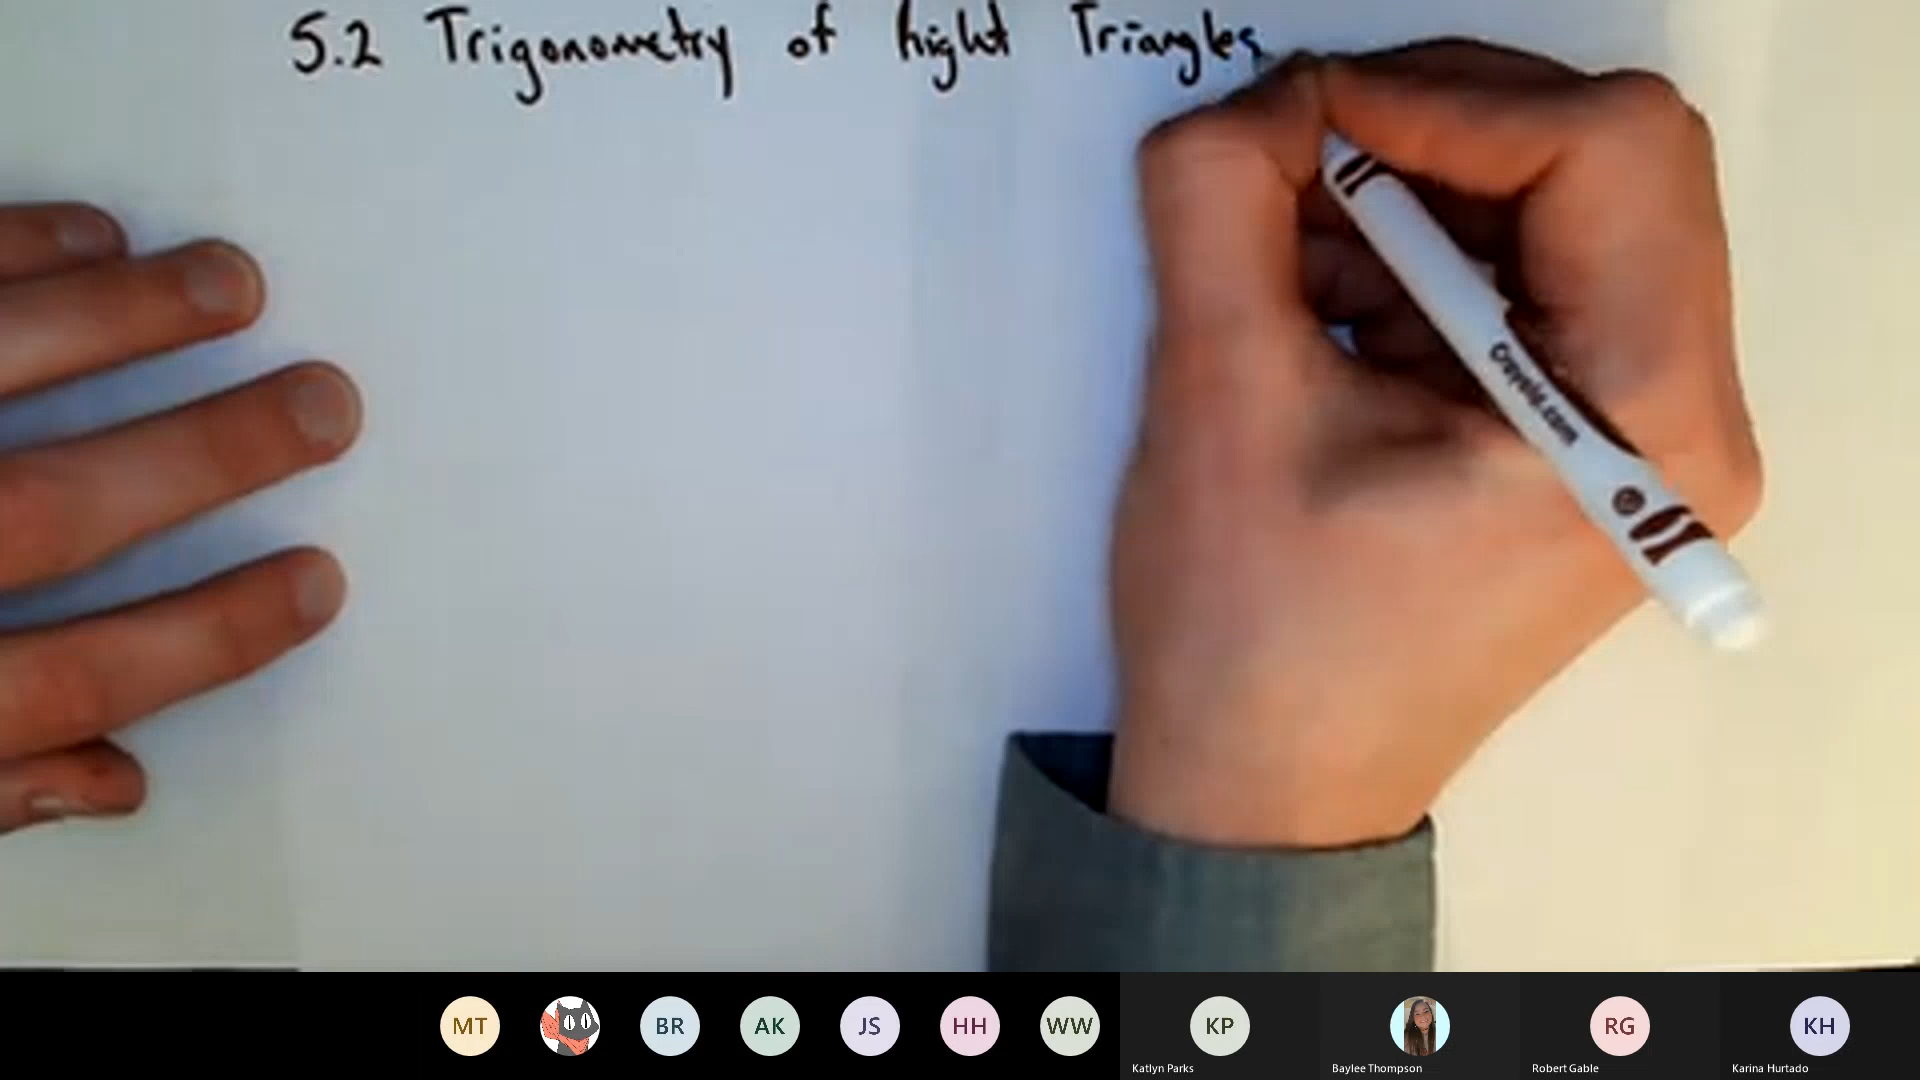 5.2 Trigonometry of Right Triangles
Crayola.com
MT
BR
AK
JS
HH
WW
KP
RG
KH
Katlyn Parks
Baylee Thompson
Robert Gable
Karina Hurtado